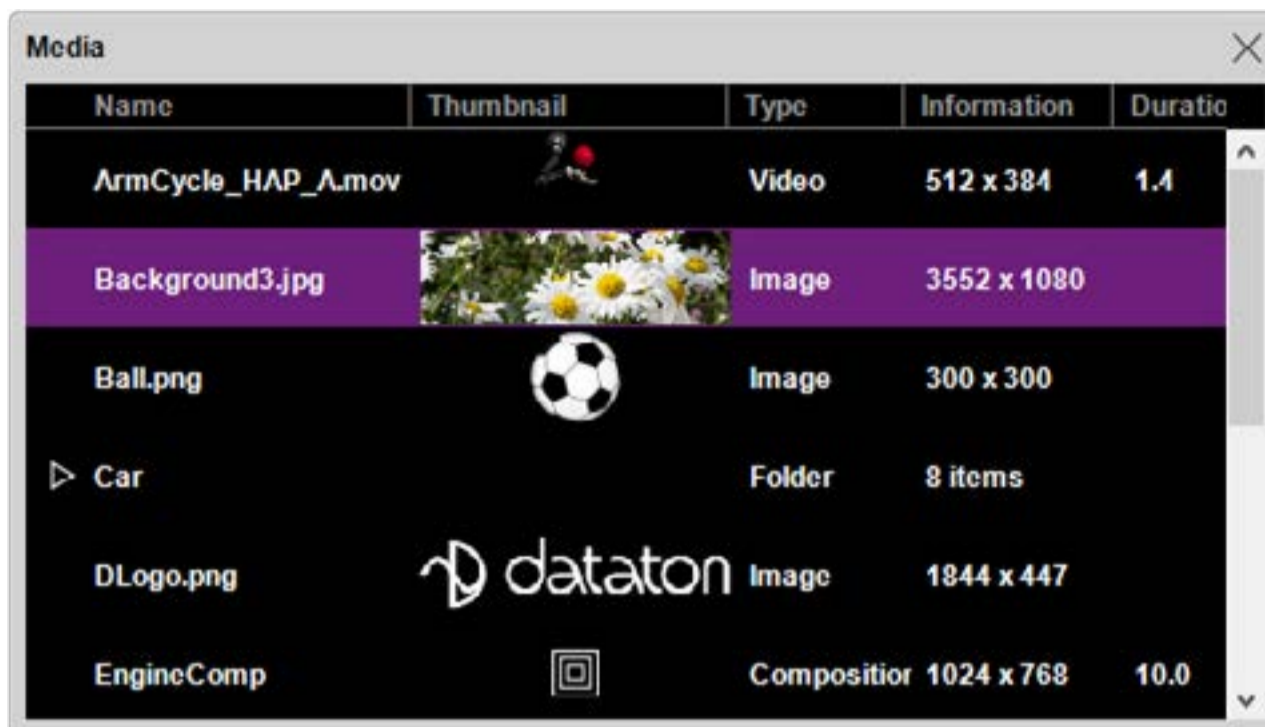 Media
Name Thumbnail Type Information Duratio
ArmCycle_HAP_A.mov Video 512 x 384 1.4
Background3.jpg Image 3552 x 1080
Ball.png Image 300 x 300
Car Folder 8 items
DLogo.png dataton Image 1844 x 447
EngineComp Composition 1024 x 768 10.0